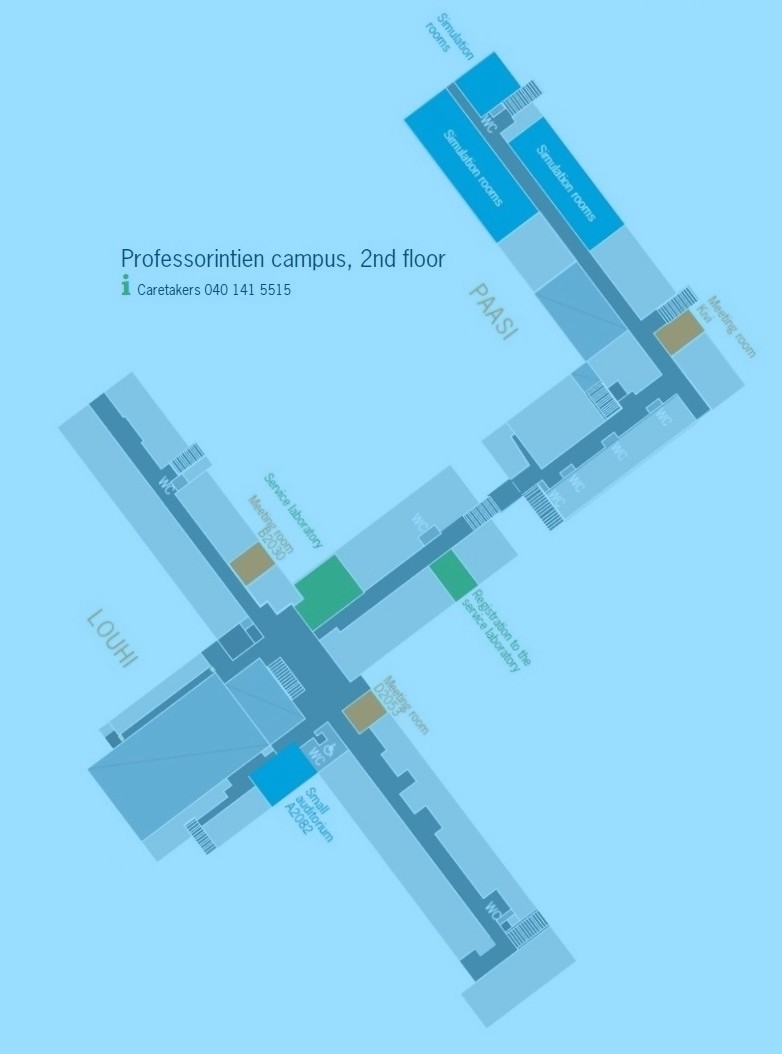 Simulation
rooms
WC
Simulation rooms
Simulation rooms
Professorintien campus, 2nd floor
i Caretakers 040 141 5515
PAASI
Meeting room
Kivi
WC
WC
WC
WC
WC
Service laboratory
Meeting room
B2030
WC
Registration to the
service laboratory
LOUHI
Meeting room
D2053
WC
Small
auditorium
A2082
WC